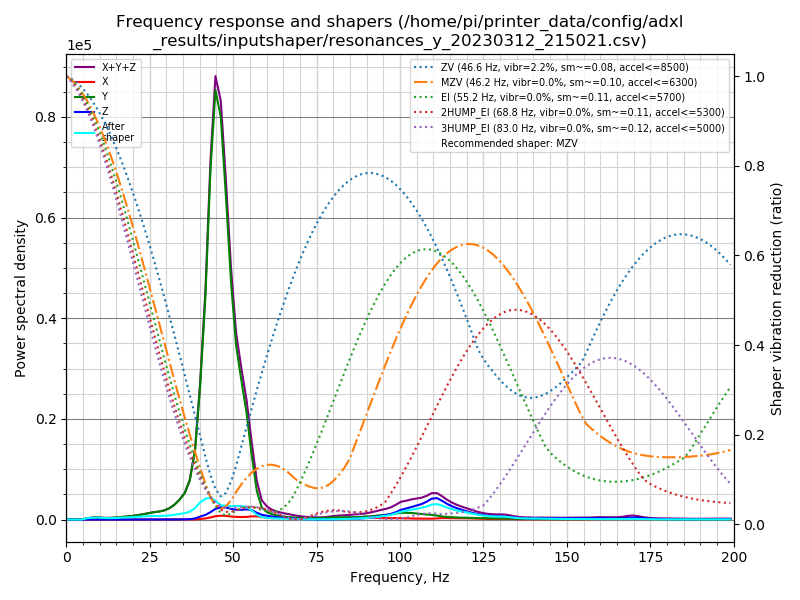 Frequency response and shapers (/home/pi/printer_data/config/adxl
_results/inputshaper/resonances_y_20230312_215021.csv)
1e5
X+Y+Z
X
Y
Z
After
shaper
ZV (46.6 Hz, vibr=2.2%, sm~=0.08, accel<=8500)
MZV (46.2 Hz, vibr=0.0%, sm~=0.10, accel<=6300)
EI (55.2 Hz, vibr=0.0%, sm~=0.11, accel<=5700)
2HUMP_EI (68.8 Hz, vibr=0.0%, sm~=0.11, accel<=5300)
3HUMP_EI (83.0 Hz, vibr=0.0%, sm~=0.12, accel<=5000)
Recommended shaper: MZV
Power spectral density
0.8
0.6
0.4
0.2
0.0
1.0
0.8
0.6
0.4
0.2
0.0
Shaper vibration reduction (ratio)
0 25 50 75 100 125 150 175 200
Frequency, Hz